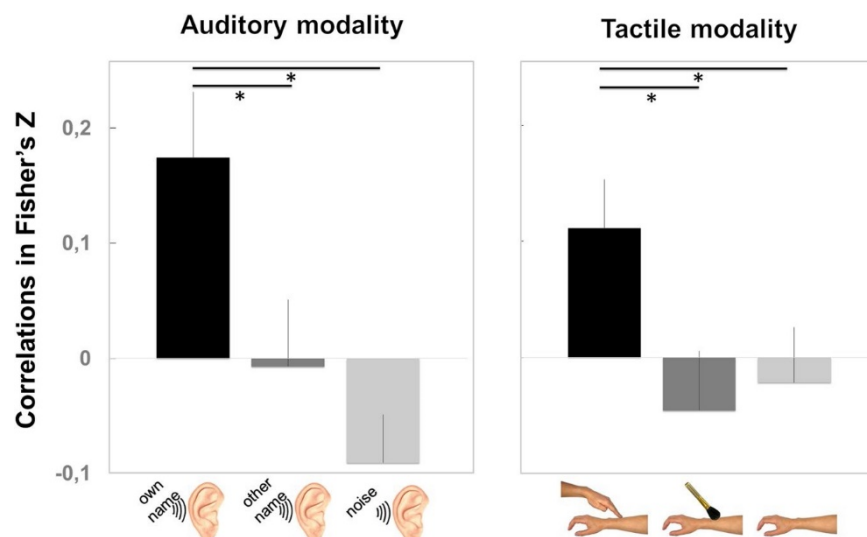 Auditory modality
Tactile modality
Correlations in Fisher's Z
0,2
0,1
0
-0,1
*
*
*
*
own
name
other
name
noise